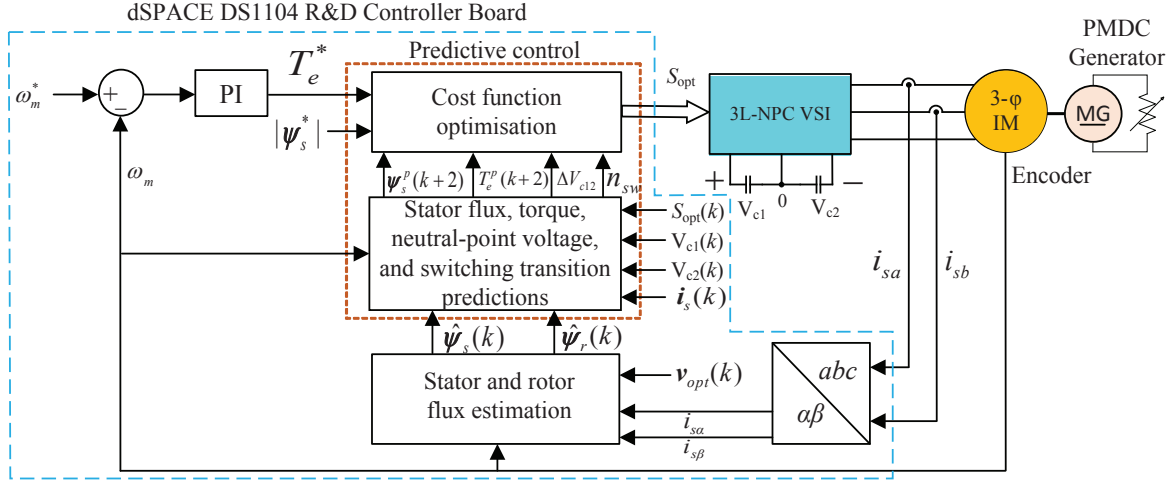 dSPACE DS1104 R&D Controller Board
Predictive control
PMDC
Generator
ω_m^*
+
−
PI
T_e^*
|ψ_s^*|
Cost function
optimisation
S_opt
3L-NPC VSI
3-φ
IM
MG
Encoder
ω_m
ψ_s^p(k+2)
T_e^p(k+2)
ΔV_c12
n_sw
+
−
V_c1
0
V_c2
Stator flux, torque,
neutral-point voltage,
and switching transition
predictions
S_opt(k)
V_c1(k)
V_c2(k)
i_s(k)
i_sa
i_sb
ψ̂_s(k)
ψ̂_r(k)
Stator and rotor
flux estimation
v_opt(k)
i_sα
i_sβ
abc
αβ